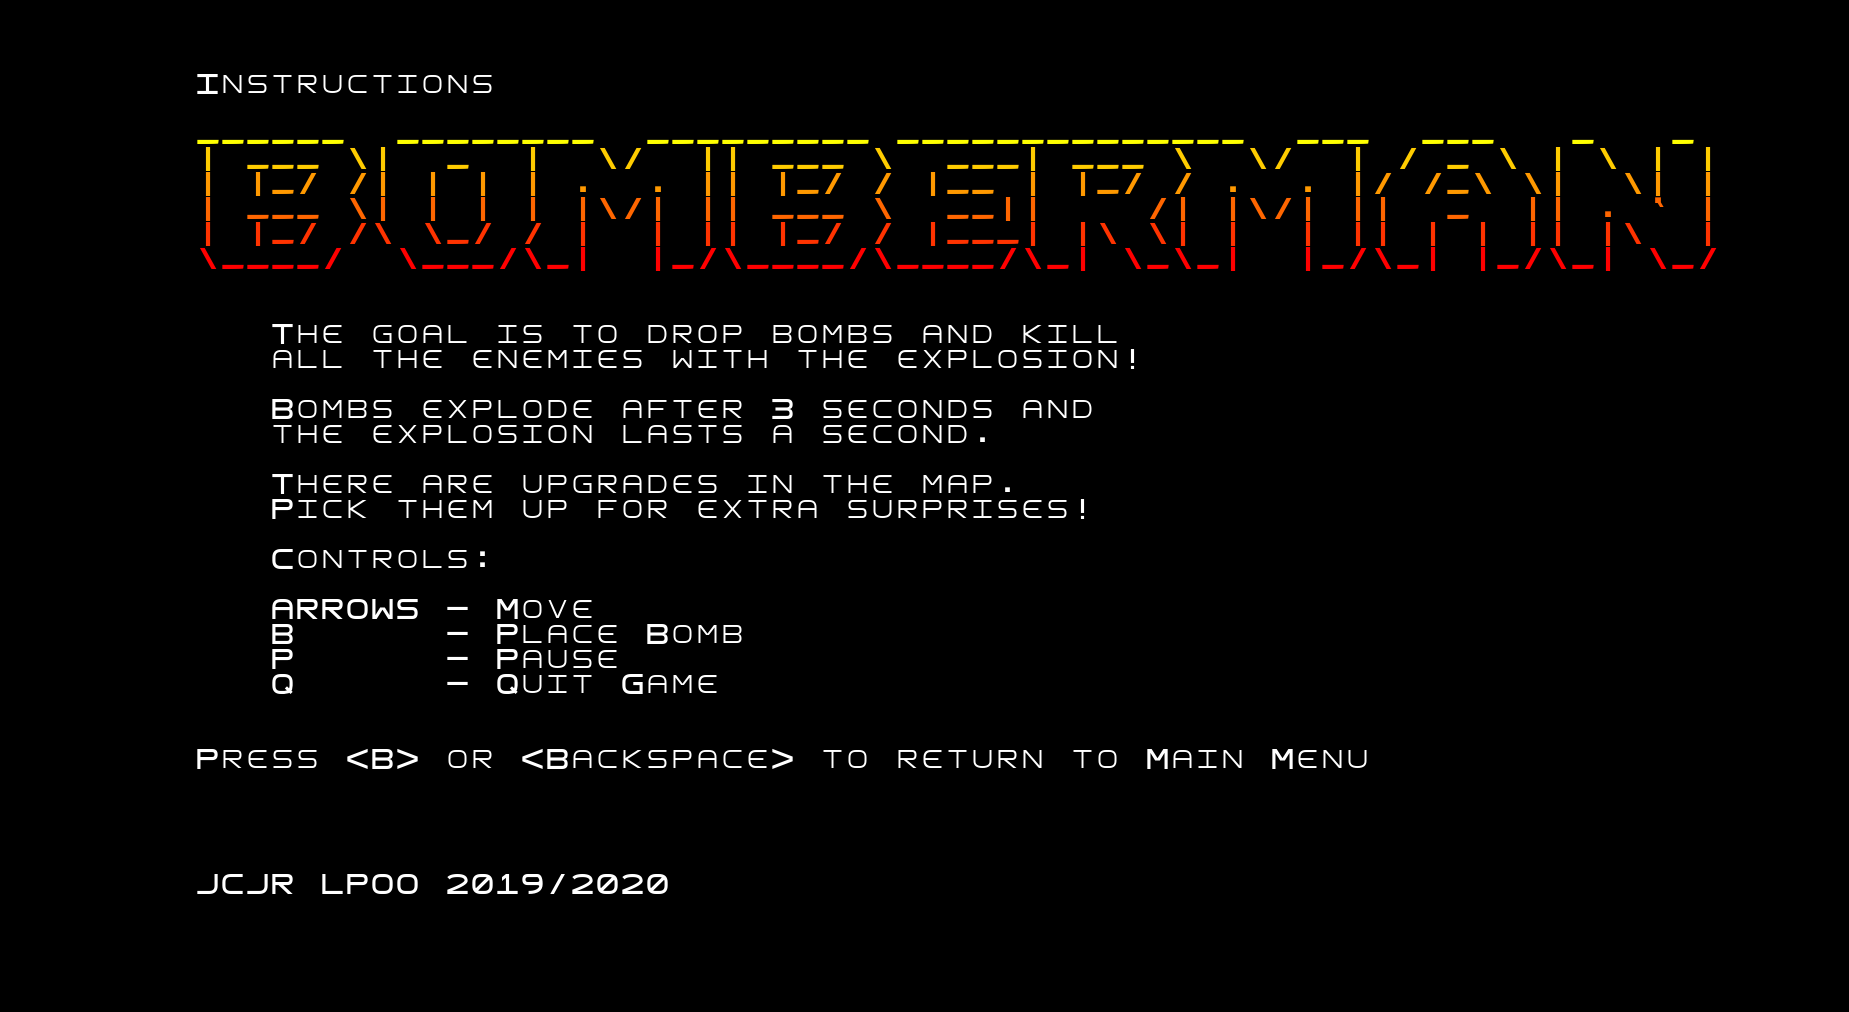 Instructions
BOMBERMAN
The goal is to drop bombs and kill
all the enemies with the explosion!
Bombs explode after 3 seconds and
the explosion lasts a second.
There are upgrades in the map.
Pick them up for extra surprises!
Controls:
ARROWS - Move
B - Place Bomb
P - Pause
Q - Quit Game
Press <B> or <Backspace> to return to Main Menu
JCJR LPOO 2019/2020